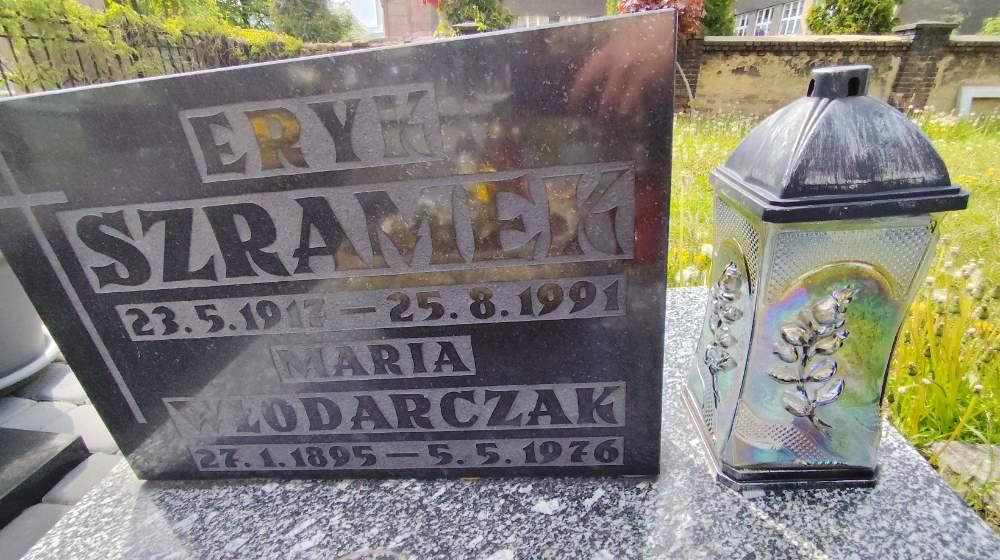 ERYK
SZRAMEK
23.5.1917 — 25.8.1991
MARIA
WŁODARCZAK
27.1.1895 — 5.5.1976